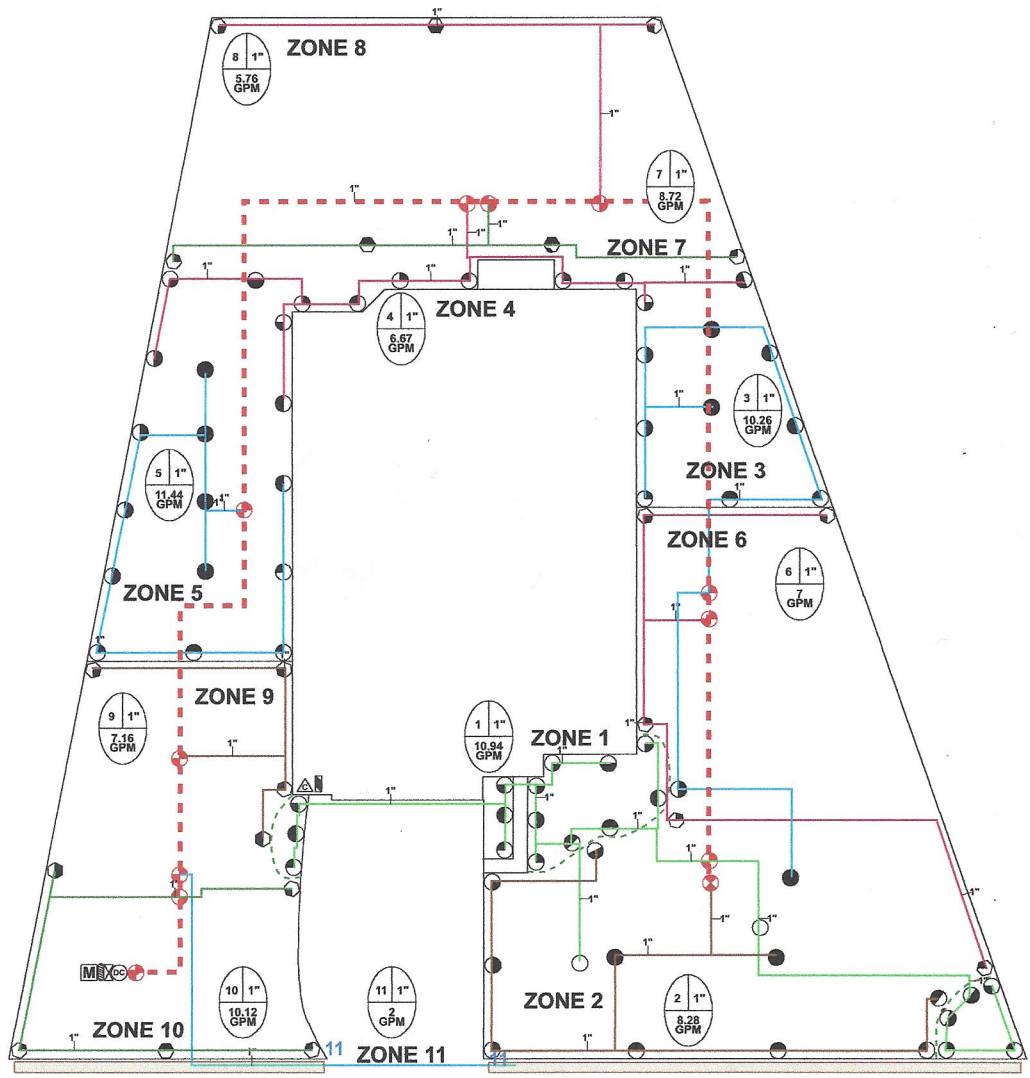 1"
ZONE 8
8 1"
5.76
GPM
1"
7 1"
8.72
GPM
1"
1"
1"
1"
ZONE 7
1"
1"
1"
ZONE 4
4 1"
6.67
GPM
3 1"
10.26
GPM
1"
5 1"
11.44
GPM
ZONE 3
1"
1"
ZONE 6
6 1"
7
GPM
ZONE 5
1"
1"
1"
ZONE 9
9 1"
7.16
GPM
1"
1 1"
10.94
GPM
ZONE 1
1"
1"
C
1"
1"
1"
1"
1"
1"
1"
1"
1"
1"
M
DC
10 1"
10.12
GPM
11 1"
2
GPM
ZONE 2
2 1"
8.28
GPM
1"
ZONE 10
1"
1"
11
ZONE 11
11